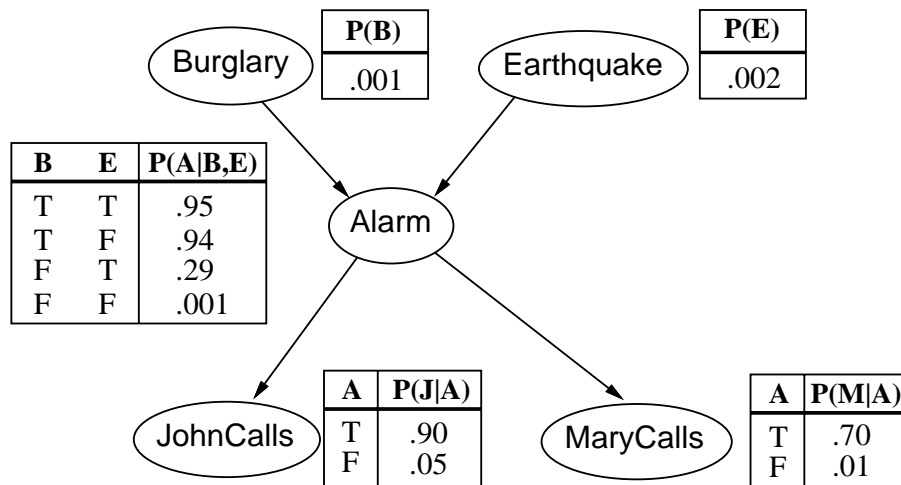 Burglary
P(B)
.001
Earthquake
P(E)
.002
B E P(A|B,E)
T T .95
T F .94
F T .29
F F .001
Alarm
JohnCalls
A P(J|A)
T .90
F .05
MaryCalls
A P(M|A)
T .70
F .01